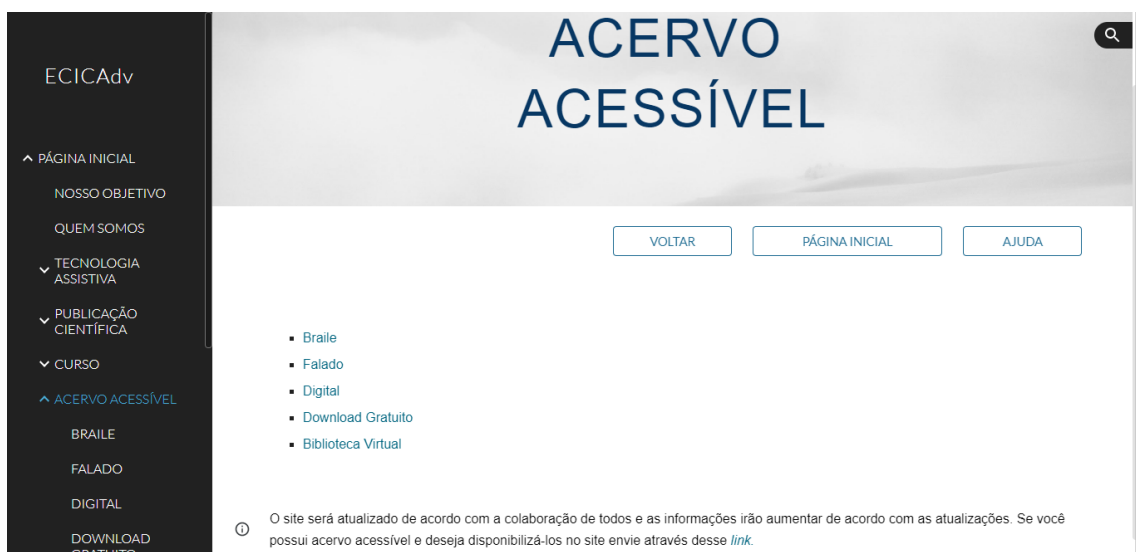 ECICAdv
PÁGINA INICIAL
NOSSO OBJETIVO
QUEM SOMOS
TECNOLOGIA
ASSISTIVA
PUBLICAÇÃO
CIENTÍFICA
CURSO
ACERVO ACESSÍVEL
BRAILE
FALADO
DIGITAL
DOWNLOAD
GRATUITO
ACERVO
ACESSÍVEL
VOLTAR PÁGINA INICIAL AJUDA
Braile
Falado
Digital
Download Gratuito
Biblioteca Virtual
O site será atualizado de acordo com a colaboração de todos e as informações irão aumentar de acordo com as atualizações. Se você
possui acervo acessível e deseja disponibilizá-los no site envie através desse link.